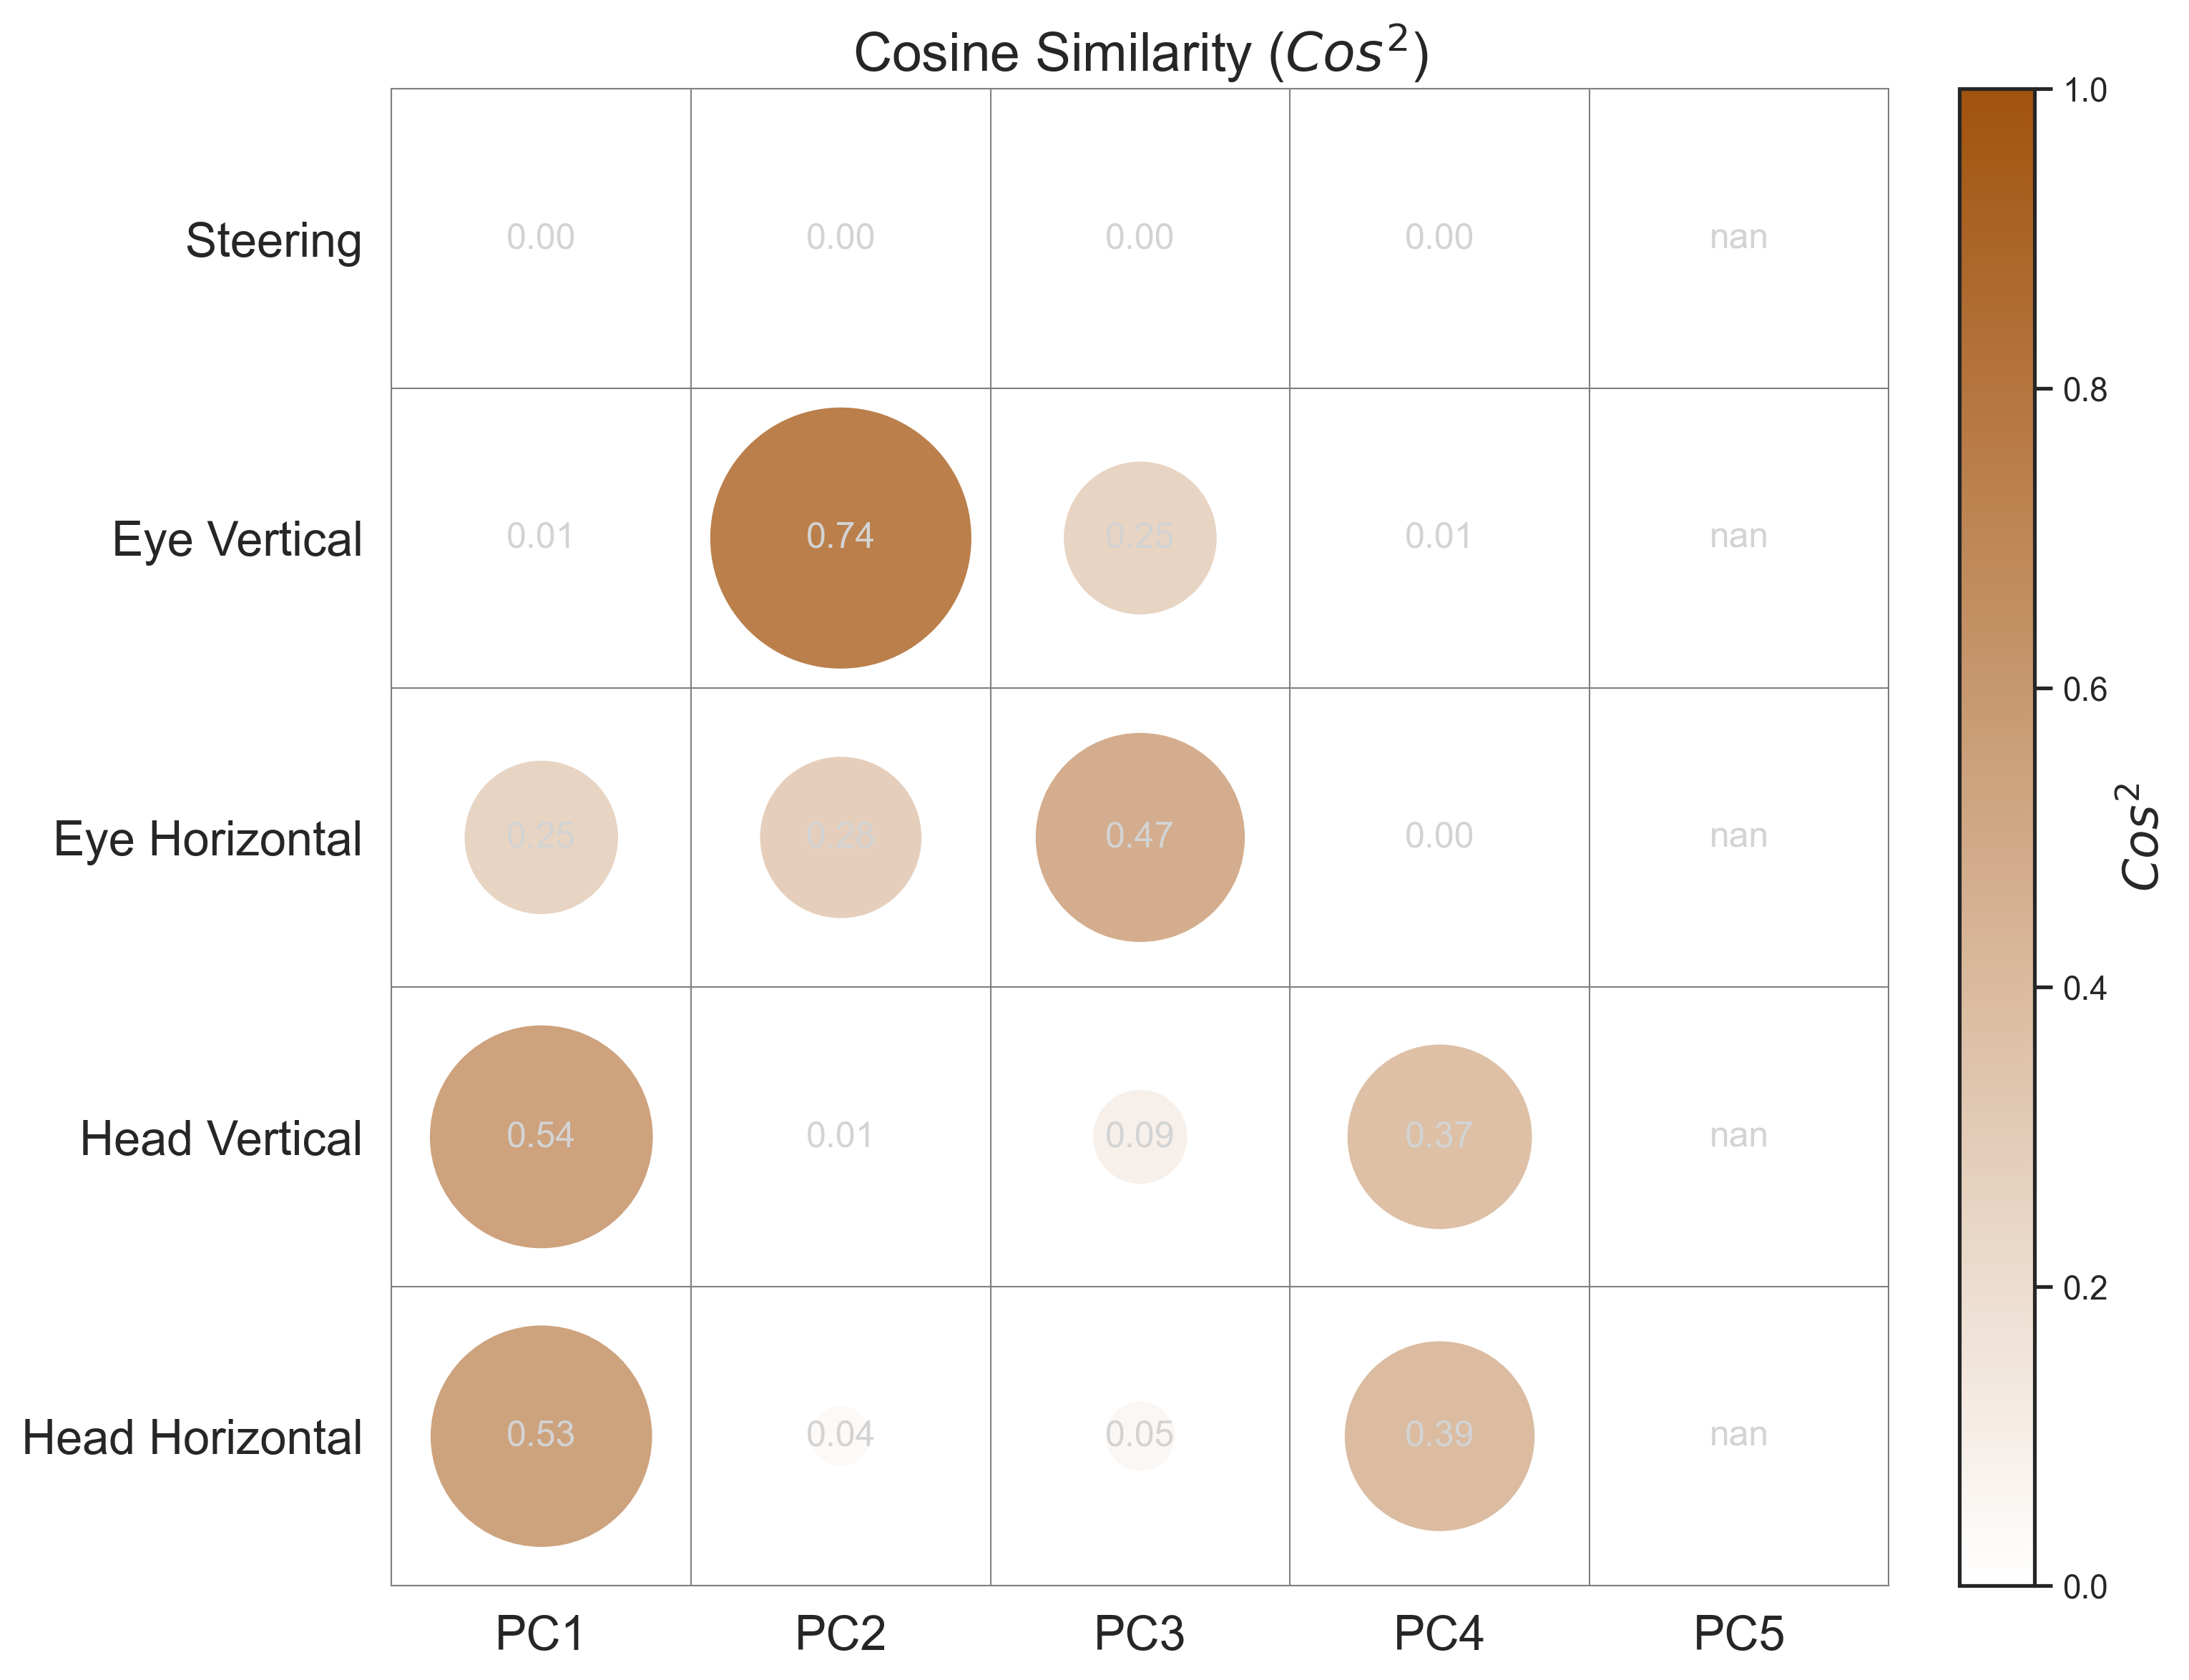 Cosine Similarity (Cos²)
Steering 0.00 0.00 0.00 0.00 nan
Eye Vertical 0.01 0.74 0.25 0.01 nan
Eye Horizontal 0.25 0.28 0.47 0.00 nan
Head Vertical 0.54 0.01 0.09 0.37 nan
Head Horizontal 0.53 0.04 0.05 0.39 nan
PC1 PC2 PC3 PC4 PC5
1.0
0.8
0.6
0.4
0.2
0.0
Cos²